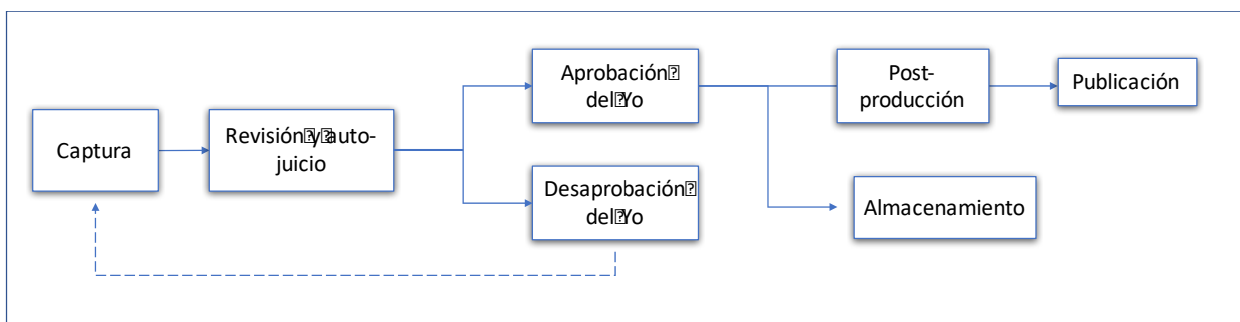 Captura
Revisión y auto-
juicio
Aprobación
del Yo
Desaprobación
del Yo
Post-
producción
Publicación
Almacenamiento